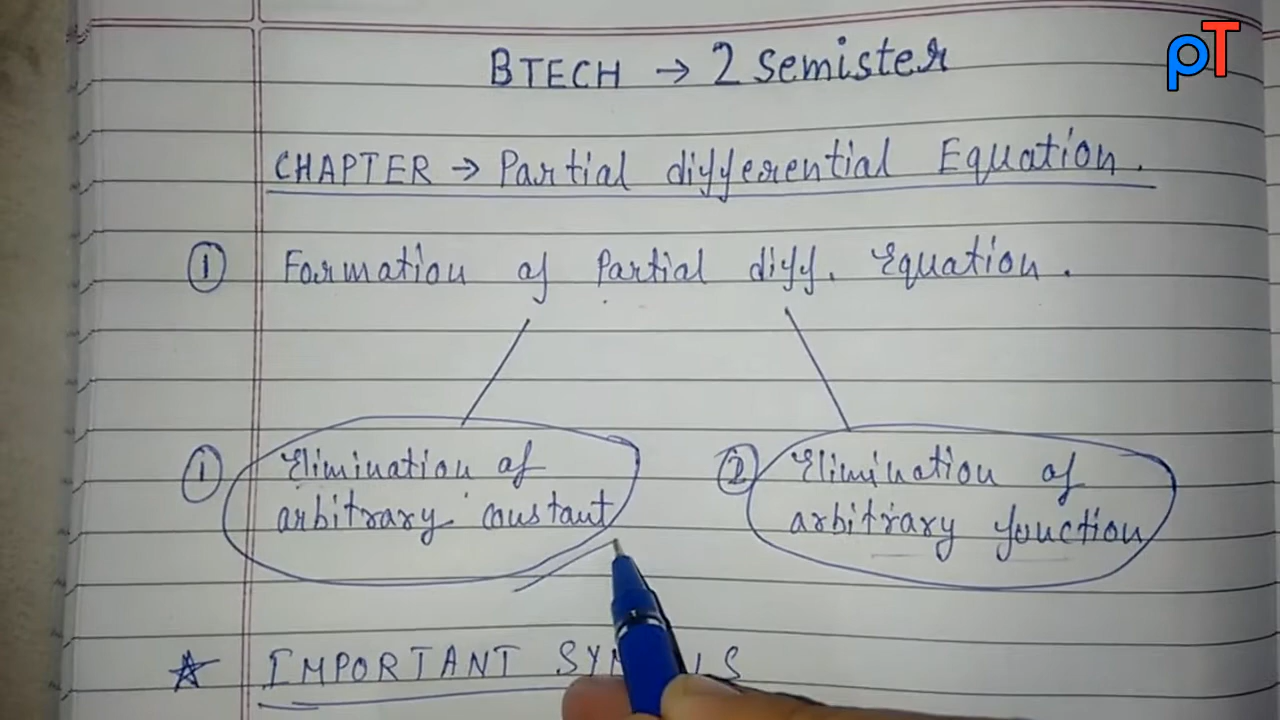 pT
BTECH → 2 Semister
CHAPTER → Partial differential Equation.
① Formation of Partial diff. Equation.
① Elimination of
arbitrary constant
② Elimination of
arbitrary function
☆ IMPORTANT